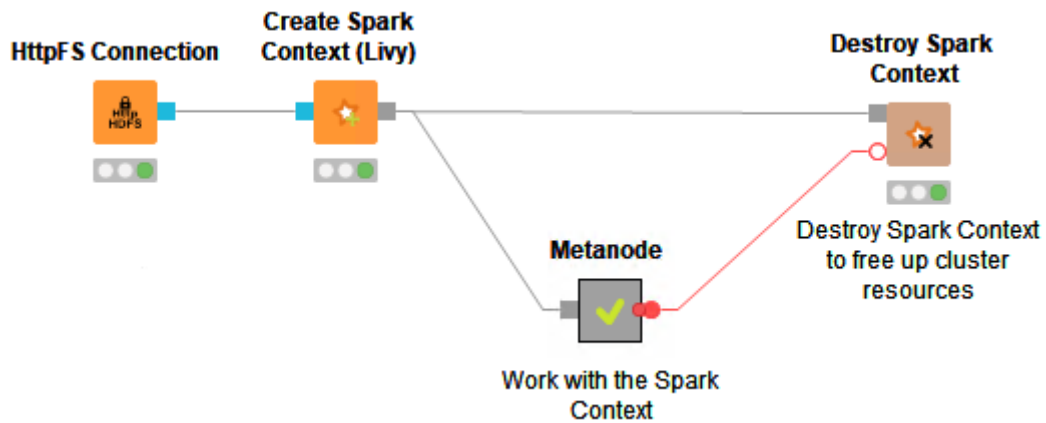 HttpFS Connection
Create Spark
Context (Livy)
Destroy Spark
Context
HTTP
HDFS
Metanode
Destroy Spark Context
to free up cluster
resources
Work with the Spark
Context